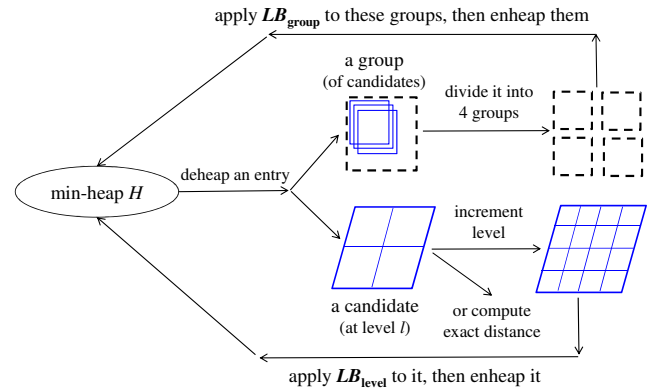 apply LBgroup to these groups, then enheap them
a group
(of candidates)
divide it into
4 groups
deheap an entry
min-heap H
increment
level
a candidate
(at level l)
or compute
exact distance
apply LBlevel to it, then enheap it